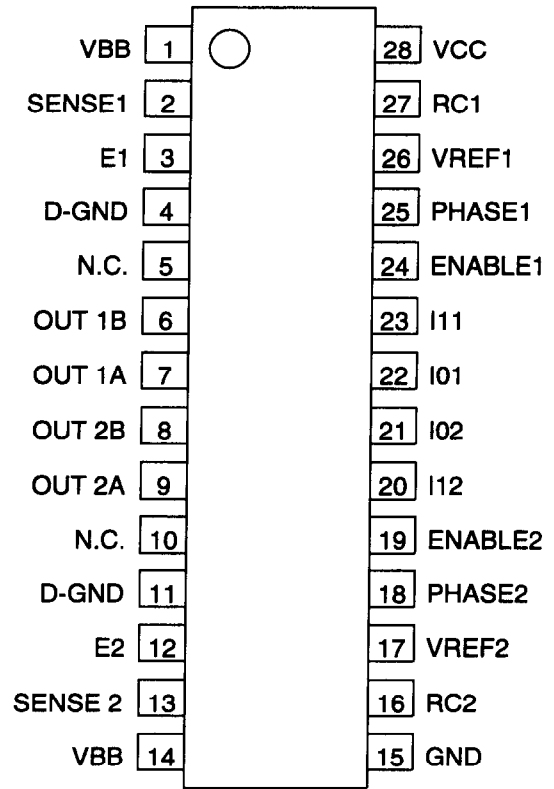 VBB 1 28 VCC
SENSE1 2 27 RC1
E1 3 26 VREF1
D-GND 4 25 PHASE1
N.C. 5 24 ENABLE1
OUT 1B 6 23 I11
OUT 1A 7 22 I01
OUT 2B 8 21 I02
OUT 2A 9 20 I12
N.C. 10 19 ENABLE2
D-GND 11 18 PHASE2
E2 12 17 VREF2
SENSE 2 13 16 RC2
VBB 14 15 GND